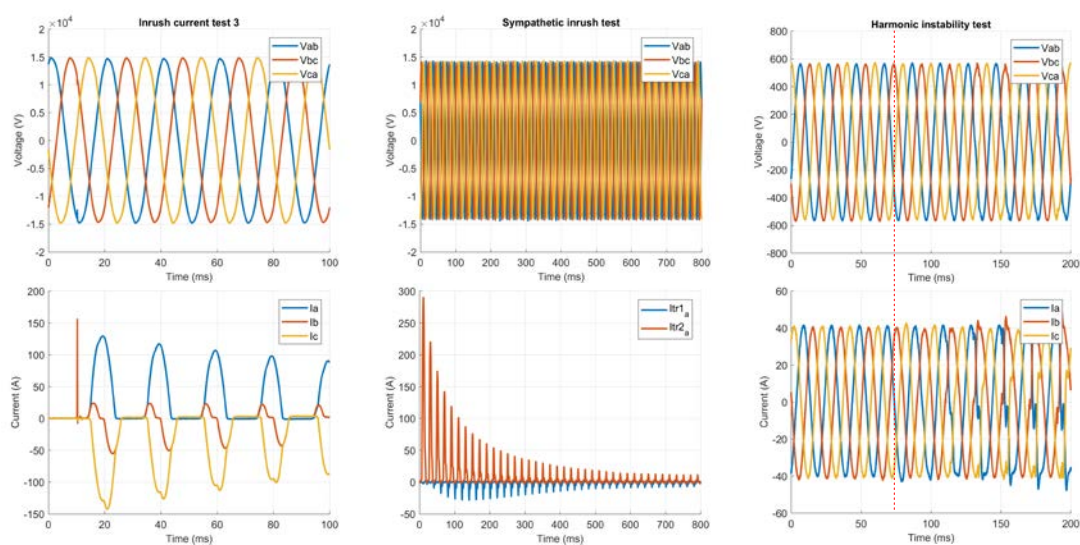 Inrush current test 3
×10⁴
2
1.5
1
0.5
0
-0.5
-1
-1.5
-2
Voltage (V)
Vab
Vbc
Vca
0 20 40 60 80 100
Time (ms)
Sympathetic inrush test
×10⁴
2
1.5
1
0.5
0
-0.5
-1
-1.5
-2
Voltage (V)
Vab
Vbc
Vca
0 100 200 300 400 500 600 700 800
Time (ms)
Harmonic instability test
800
600
400
200
0
-200
-400
-600
-800
Voltage (V)
Vab
Vbc
Vca
0 50 100 150 200
Time (ms)
200
150
100
50
0
-50
-100
-150
Current (A)
Ia
Ib
Ic
0 20 40 60 80 100
Time (ms)
300
250
200
150
100
50
0
-50
-100
Current (A)
Itr1a
Itr2a
0 100 200 300 400 500 600 700 800
Time (ms)
60
40
20
0
-20
-40
-60
Current (A)
Ia
Ib
Ic
0 50 100 150 200
Time (ms)